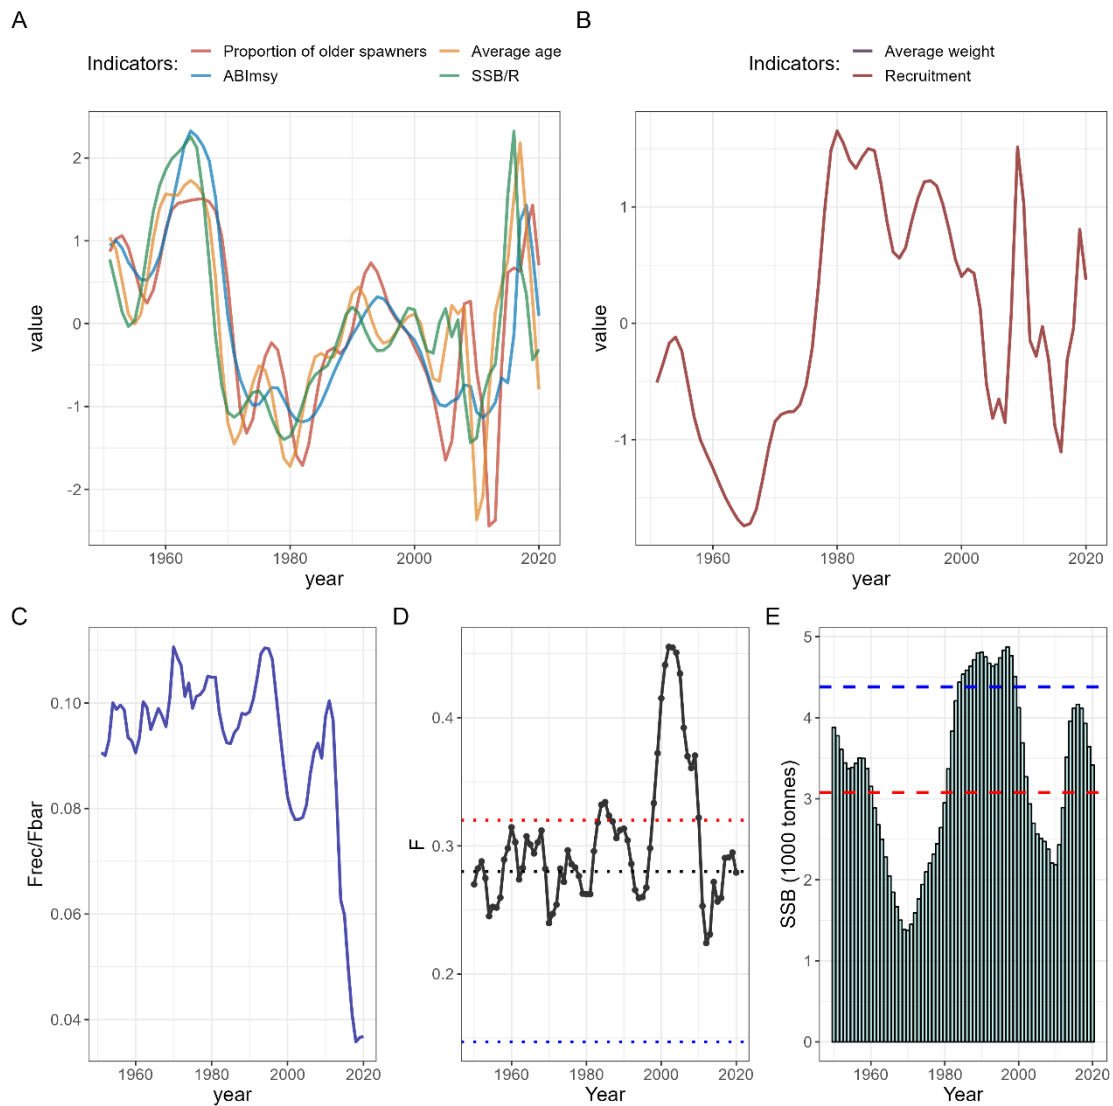 A
Indicators:
Proportion of older spawners
Average age
ABImsy
SSB/R
value
2
1
0
-1
-2
1960
1980
2000
2020
year
B
Indicators:
Average weight
Recruitment
value
1
0
-1
1960
1980
2000
2020
year
C
Frec/Fbar
0.10
0.08
0.06
0.04
1960
1980
2000
2020
year
D
F
0.4
0.3
0.2
1960
1980
2000
2020
Year
E
SSB (1000 tonnes)
5
4
3
2
1
0
1960
1980
2000
2020
Year